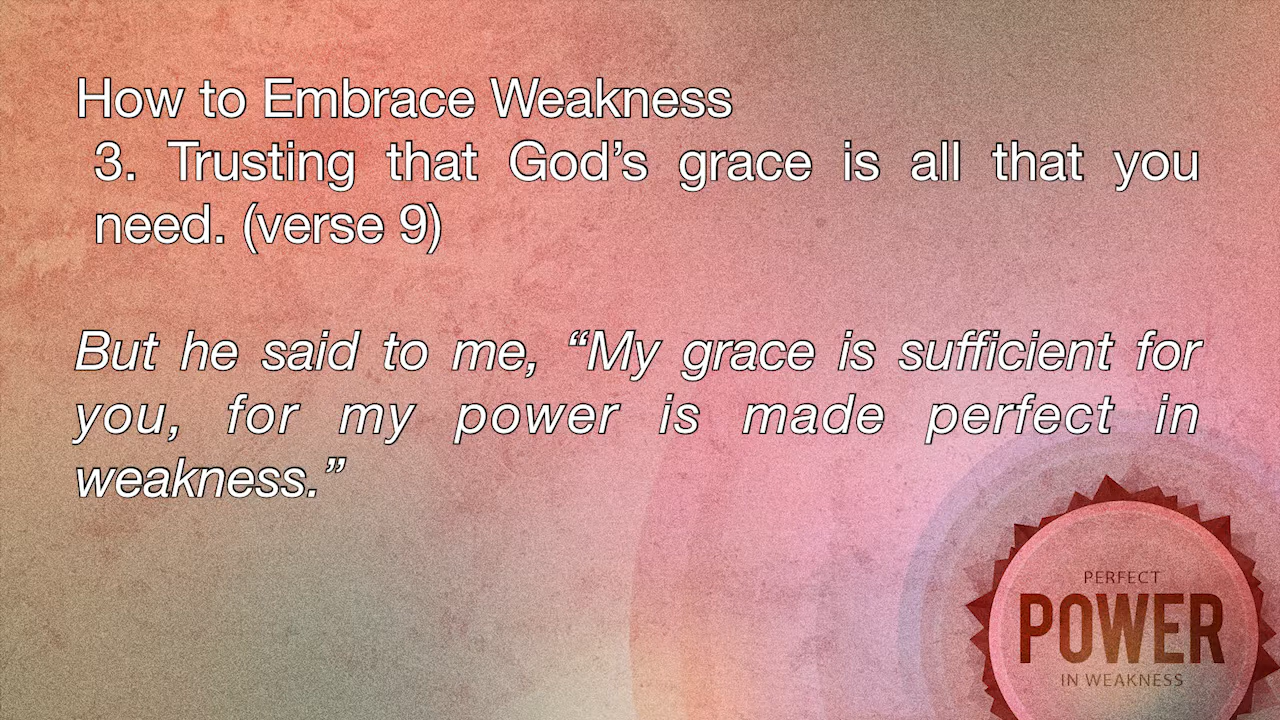 How to Embrace Weakness
3. Trusting that God’s grace is all that you
need. (verse 9)
But he said to me, “My grace is sufficient for
you, for my power is made perfect in
weakness.”
PERFECT
POWER
IN WEAKNESS